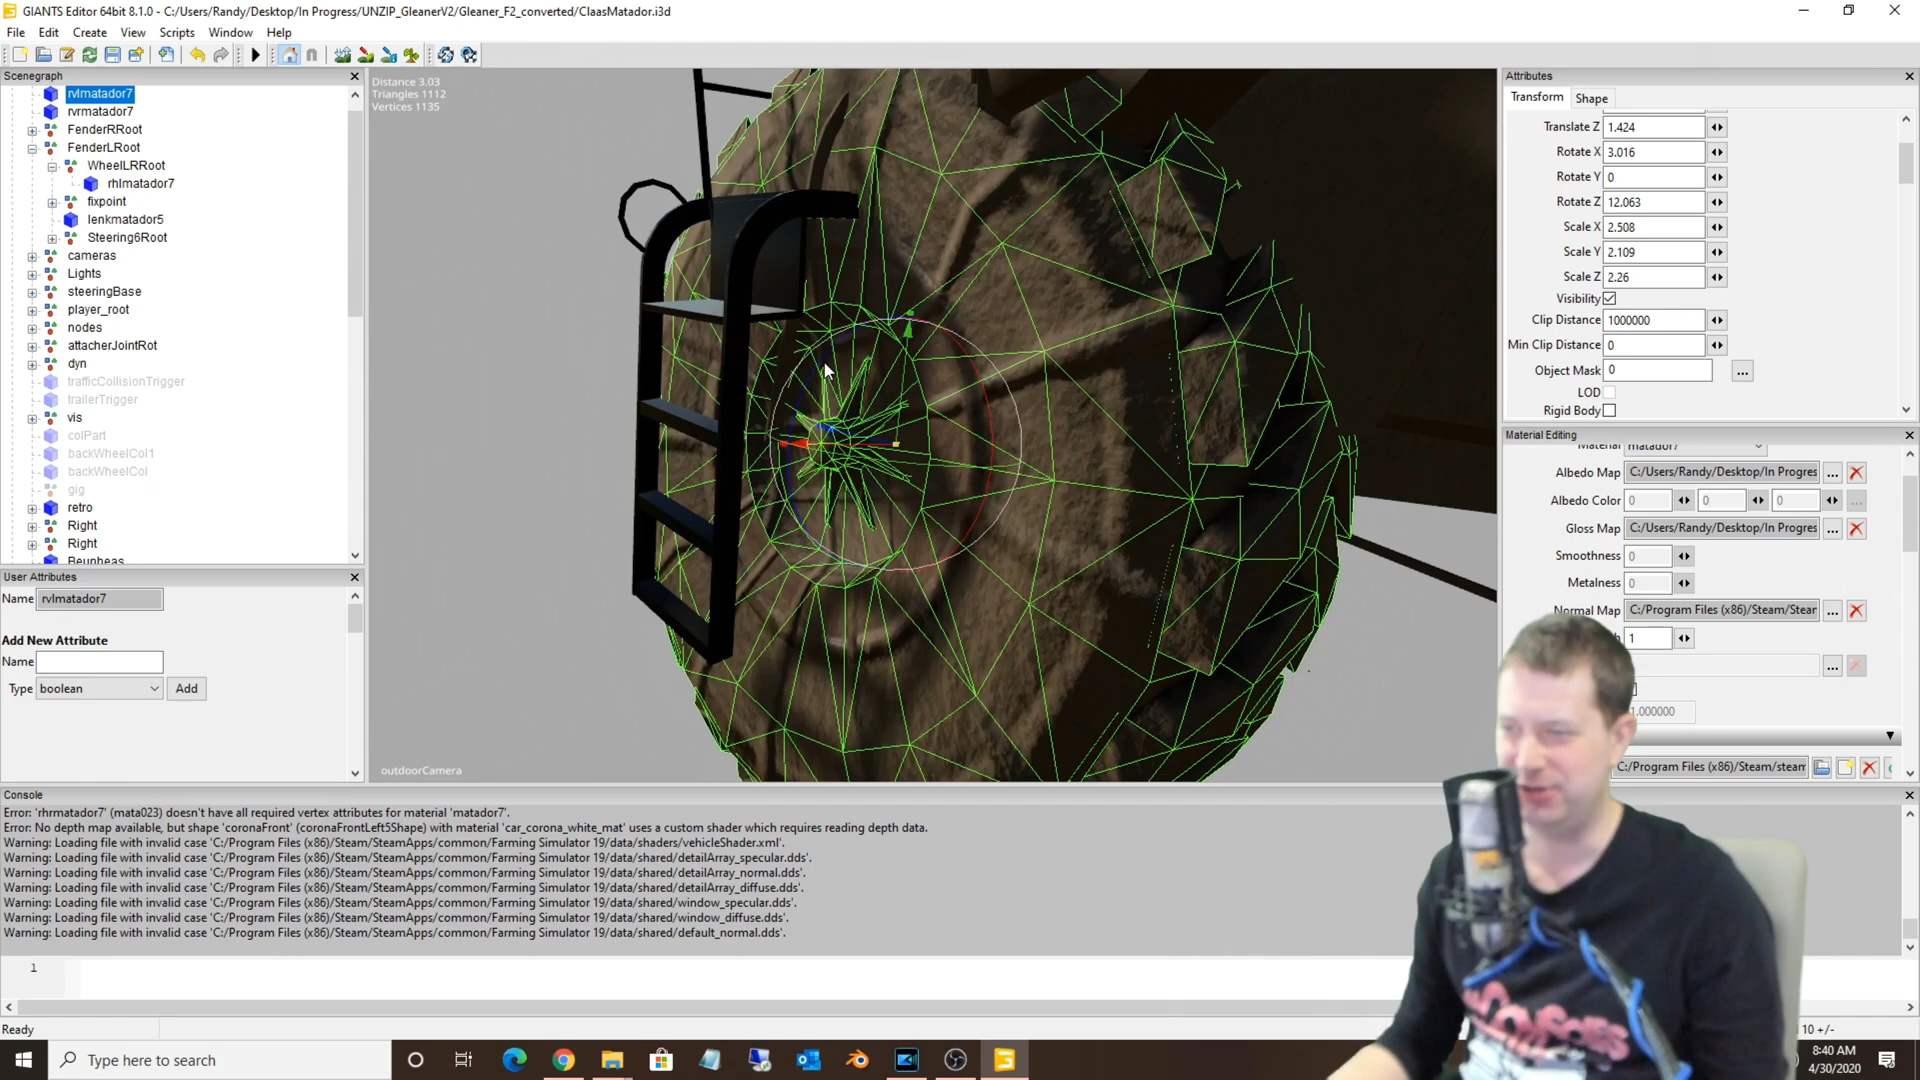 GIANTS Editor 64bit 8.1.0 - C:/Users/Randy/Desktop/In Progress/UNZIP_GleanerV2/Gleaner_F2_converted/ClaasMatador.i3d
File Edit Create View Scripts Window Help
Scenegraph
rvlmatador7
rvrmatador7
FenderRRoot
FenderLRoot
WheelLRRoot
rhlmatador7
fixpoint
lenkmatador5
Steering6Root
cameras
Lights
steeringBase
player_root
nodes
attacherJointRot
dyn
trafficCollisionTrigger
trailerTrigger
vis
colPart
backWheelCol1
backWheelCol
gig
retro
Right
Right
Beunheas
User Attributes
Name rvlmatador7
Add New Attribute
Name
Type boolean Add
Distance 3.03
Triangles 1112
Vertices 1135
outdoorCamera
Attributes
Transform Shape
Translate Z 1.424
Rotate X 3.016
Rotate Y 0
Rotate Z 12.063
Scale X 2.508
Scale Y 2.109
Scale Z 2.26
Visibility
Clip Distance 1000000
Min Clip Distance 0
Object Mask 0 ...
LOD
Rigid Body
Material Editing
Material matador7
Albedo Map C:/Users/Randy/Desktop/In Progres ...
Albedo Color 0 0 0 ...
Gloss Map C:/Users/Randy/Desktop/In Progres ...
Smoothness 0
Metalness 0
Normal Map C:/Program Files (x86)/Steam/Stear ...
1
...
1.000000
C:/Program Files (x86)/Steam/steam
Console
Error: 'rhrmatador7' (mata023) doesn't have all required vertex attributes for material 'matador7'.
Error: No depth map available, but shape 'coronaFront' (coronaFrontLeft5Shape) with material 'car_corona_white_mat' uses a custom shader which requires reading depth data.
Warning: Loading file with invalid case 'C:/Program Files (x86)/Steam/SteamApps/common/Farming Simulator 19/data/shaders/vehicleShader.xml'.
Warning: Loading file with invalid case 'C:/Program Files (x86)/Steam/SteamApps/common/Farming Simulator 19/data/shared/detailArray_specular.dds'.
Warning: Loading file with invalid case 'C:/Program Files (x86)/Steam/SteamApps/common/Farming Simulator 19/data/shared/detailArray_normal.dds'.
Warning: Loading file with invalid case 'C:/Program Files (x86)/Steam/SteamApps/common/Farming Simulator 19/data/shared/detailArray_diffuse.dds'.
Warning: Loading file with invalid case 'C:/Program Files (x86)/Steam/SteamApps/common/Farming Simulator 19/data/shared/window_specular.dds'.
Warning: Loading file with invalid case 'C:/Program Files (x86)/Steam/SteamApps/common/Farming Simulator 19/data/shared/window_diffuse.dds'.
Warning: Loading file with invalid case 'C:/Program Files (x86)/Steam/SteamApps/common/Farming Simulator 19/data/shared/default_normal.dds'.
1
Ready
10 +/-
Type here to search
8:40 AM
4/30/2020